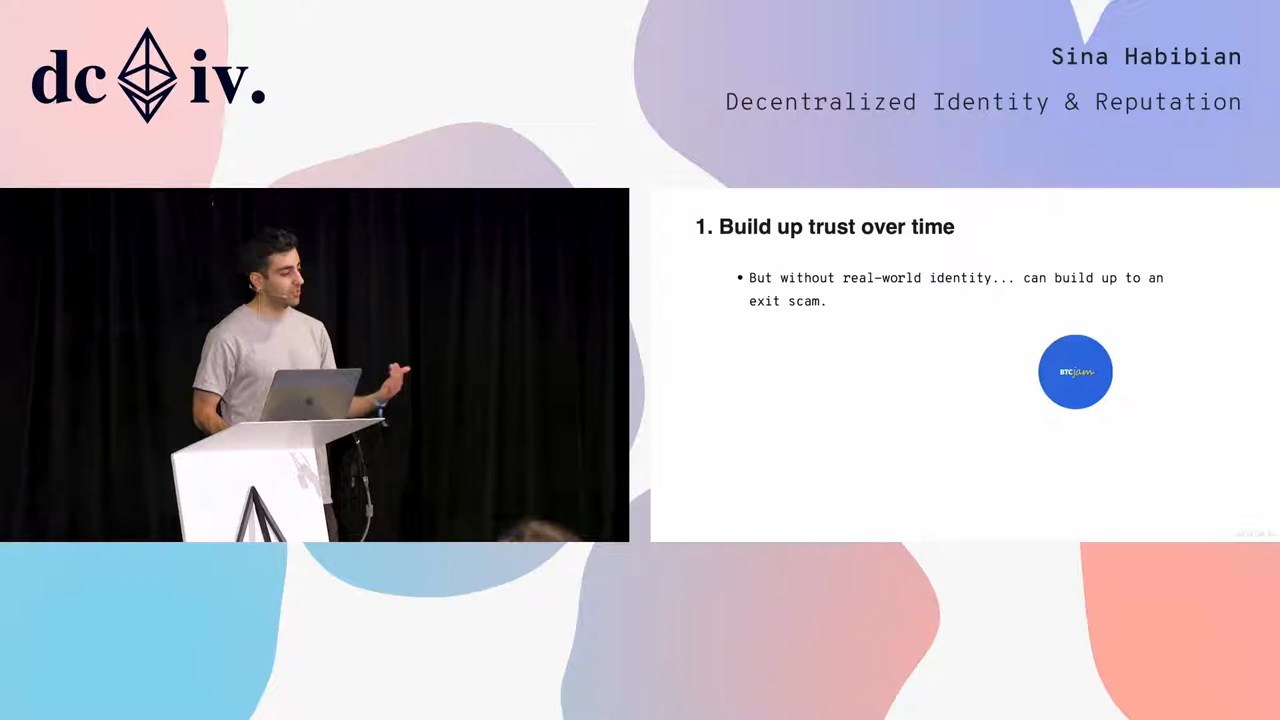 dc iv.
Sina Habibian
Decentralized Identity & Reputation
1. Build up trust over time
• But without real-world identity... can build up to an
exit scam.
BTCjam